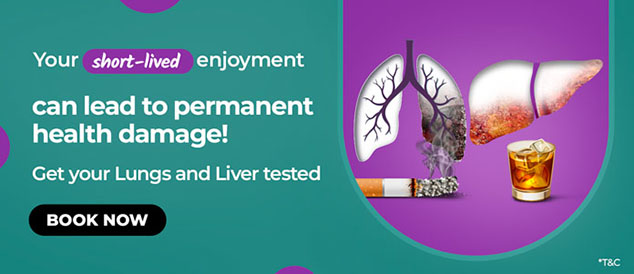 Your short-lived enjoyment
can lead to permanent
health damage!
Get your Lungs and Liver tested
BOOK NOW
*T&C